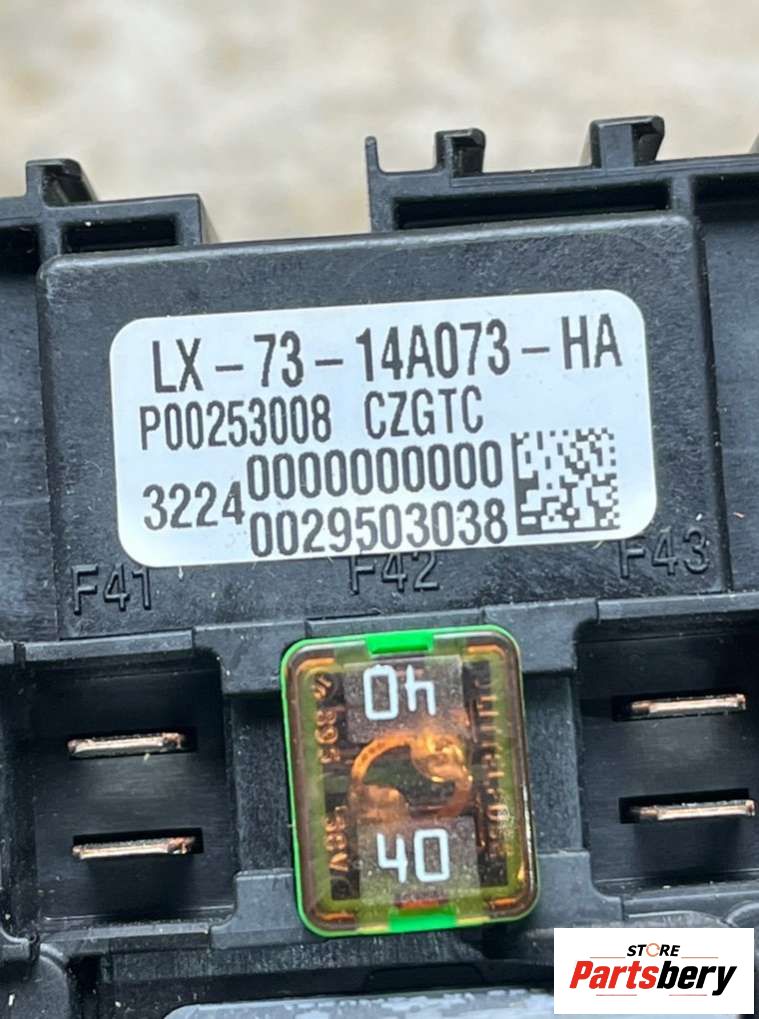 LX-73-14A073-HA
P00253008 CZGTC
3224 0000000000
0029503038
F41 F42 F43
40
40
STORE
Partsbery